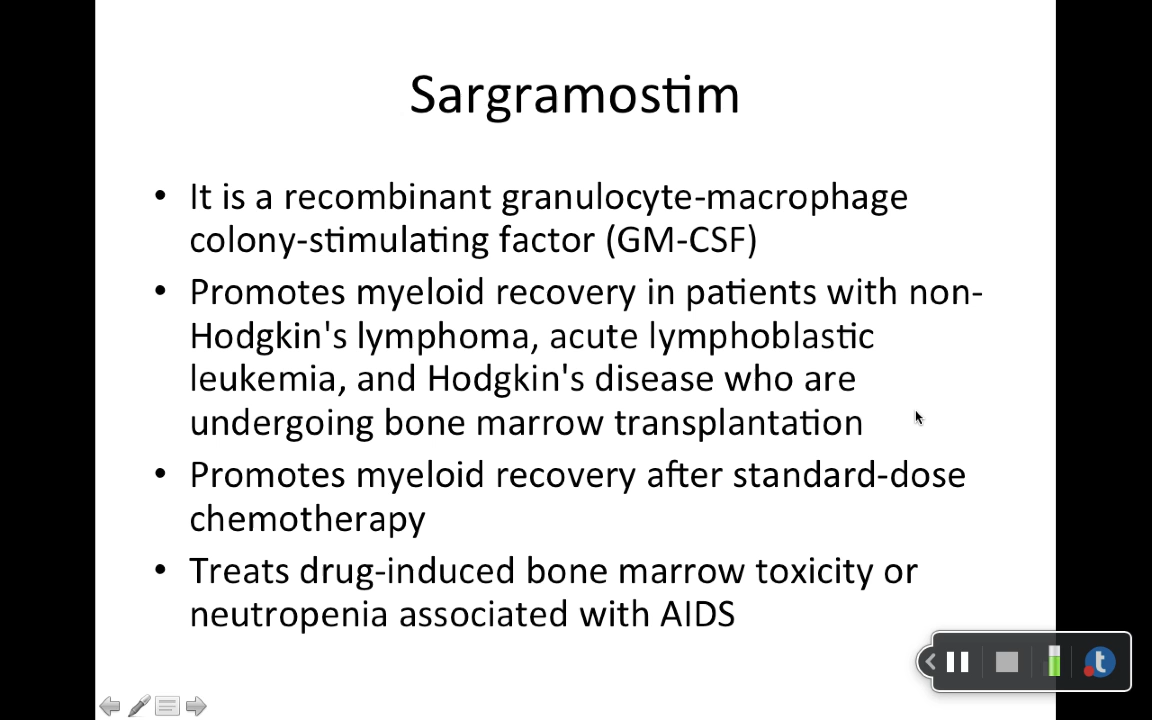 Sargramostim
• It is a recombinant granulocyte-macrophage
colony-stimulating factor (GM-CSF)
• Promotes myeloid recovery in patients with non-
Hodgkin's lymphoma, acute lymphoblastic
leukemia, and Hodgkin's disease who are
undergoing bone marrow transplantation
• Promotes myeloid recovery after standard-dose
chemotherapy
• Treats drug-induced bone marrow toxicity or
neutropenia associated with AIDS
t